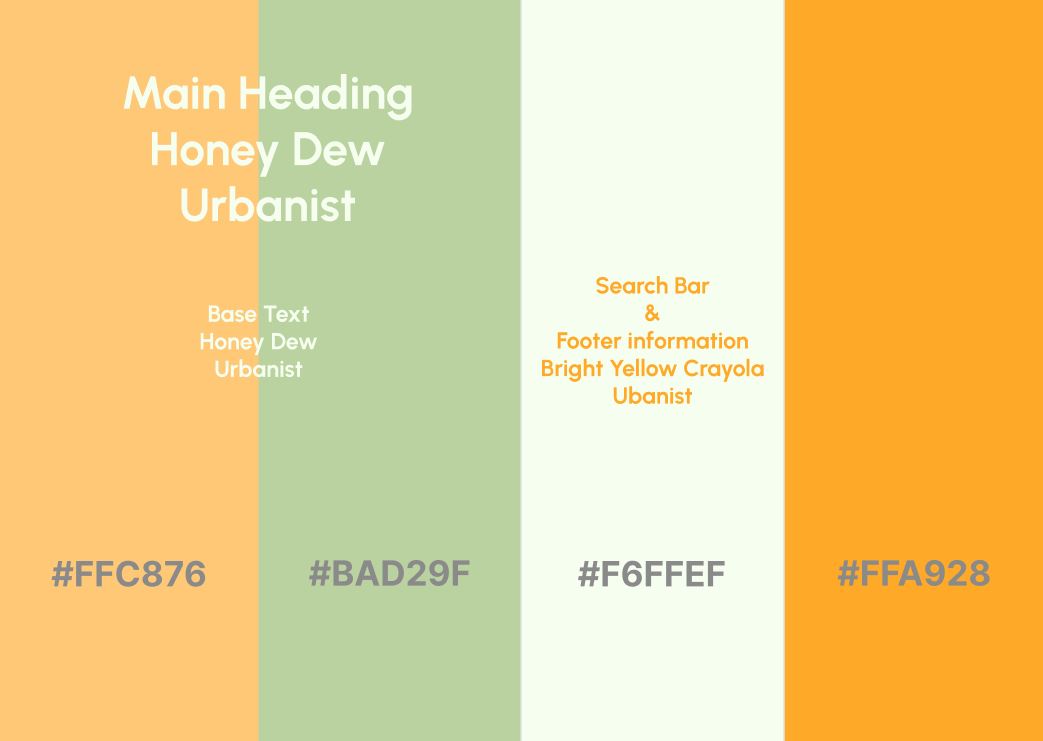 Main Heading
Honey Dew
Urbanist
Base Text
Honey Dew
Urbanist
Search Bar
&
Footer information
Bright Yellow Crayola
Ubanist
#FFC876
#BAD29F
#F6FFEF
#FFA928